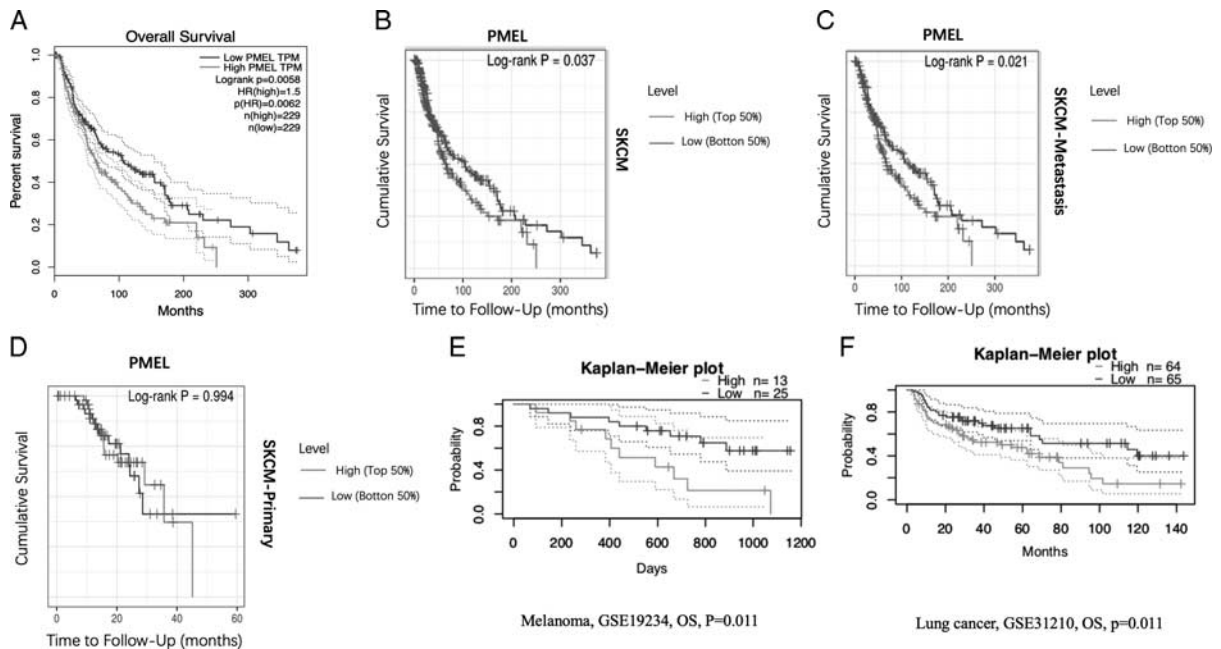 A
Overall Survival
Low PMEL TPM
High PMEL TPM
Logrank p=0.0058
HR(high)=1.5
p(HR)=0.0062
n(high)=229
n(low)=229
Percent survival
1.0
0.8
0.6
0.4
0.2
0.0
0 100 200 300
Months
B
PMEL
Log-rank P = 0.037
Cumulative Survival
0 100 200 300
Time to Follow-Up (months)
SKCM
Level
High (Top 50%)
Low (Botton 50%)
C
PMEL
Log-rank P = 0.021
Cumulative Survival
0 100 200 300
Time to Follow-Up (months)
Level
High (Top 50%)
Low (Botton 50%)
SKCM-Metastasis
D
PMEL
Log-rank P = 0.994
Cumulative Survival
0 20 40 60
Time to Follow-Up (months)
SKCM-Primary
Level
High (Top 50%)
Low (Botton 50%)
E
Kaplan-Meier plot
High n= 13
Low n= 25
Probability
0.8
0.4
0.0
0 200 400 600 800 1000 1200
Days
Melanoma, GSE19234, OS, P=0.011
F
Kaplan-Meier plot
High n= 64
Low n= 65
Probability
0.8
0.4
0.0
0 20 40 60 80 100 120 140
Months
Lung cancer, GSE31210, OS, p=0.011